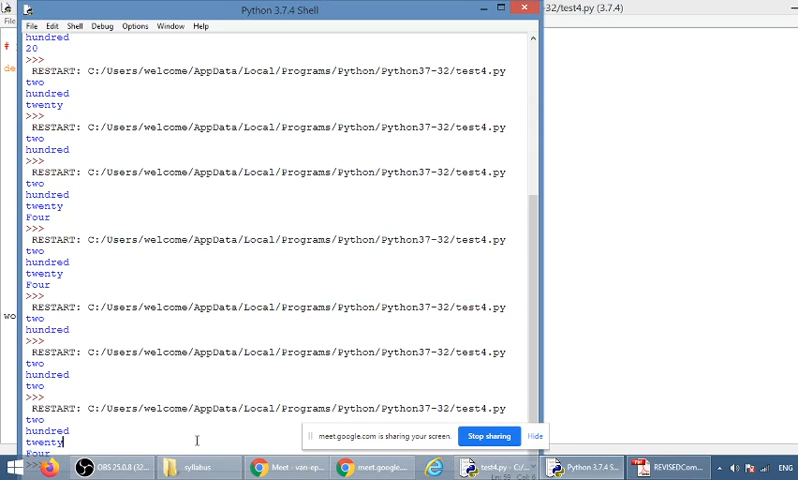 Python 3.7.4 Shell
32/test4.py (3.7.4)
File Edit Shell Debug Options Window Help
File
hundred
20
>>>
RESTART: C:/Users/welcome/AppData/Local/Programs/Python/Python37-32/test4.py
two
hundred
twenty
>>>
RESTART: C:/Users/welcome/AppData/Local/Programs/Python/Python37-32/test4.py
two
hundred
>>>
RESTART: C:/Users/welcome/AppData/Local/Programs/Python/Python37-32/test4.py
two
hundred
twenty
Four
>>>
RESTART: C:/Users/welcome/AppData/Local/Programs/Python/Python37-32/test4.py
two
hundred
twenty
Four
>>>
RESTART: C:/Users/welcome/AppData/Local/Programs/Python/Python37-32/test4.py
two
hundred
>>>
RESTART: C:/Users/welcome/AppData/Local/Programs/Python/Python37-32/test4.py
two
hundred
two
>>>
RESTART: C:/Users/welcome/AppData/Local/Programs/Python/Python37-32/test4.py
two
hundred
twenty
Four
>>>
# 
de
wo
meet.google.com is sharing your screen. Stop sharing Hide
Ln: 59 Col: 6
OBS 25.0.8 (32... syllabus Meet - van-ep... meet.google... test4.py - C:/... Python 3.7.4 S... REVISEDCom... ENG